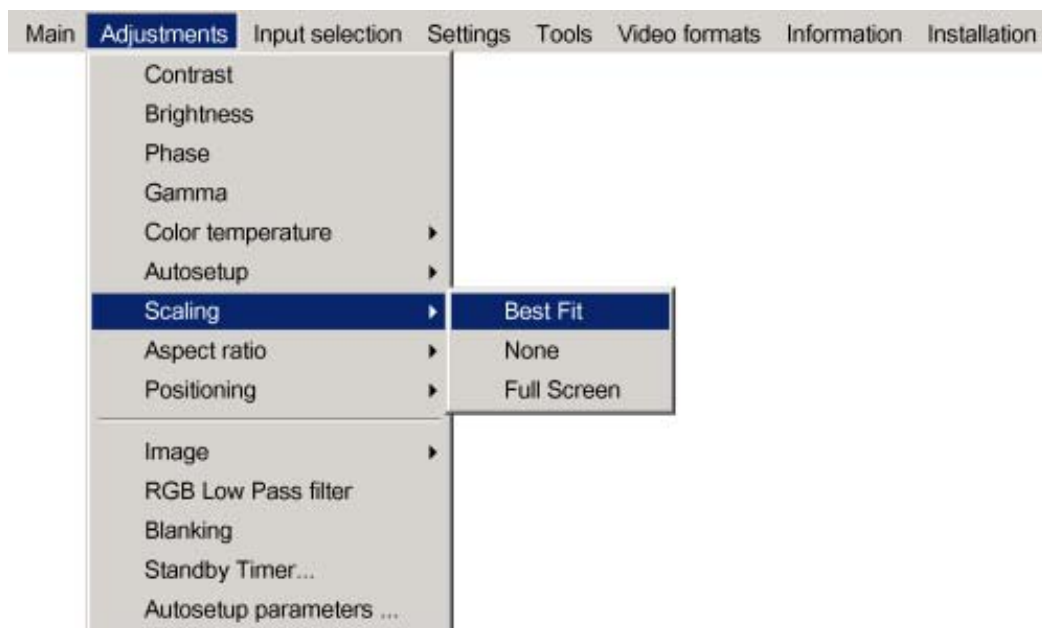 Main Adjustments Input selection Settings Tools Video formats Information Installation
Contrast
Brightness
Phase
Gamma
Color temperature
Autosetup
Scaling Best Fit
Aspect ratio None
Positioning Full Screen
Image
RGB Low Pass filter
Blanking
Standby Timer...
Autosetup parameters ...